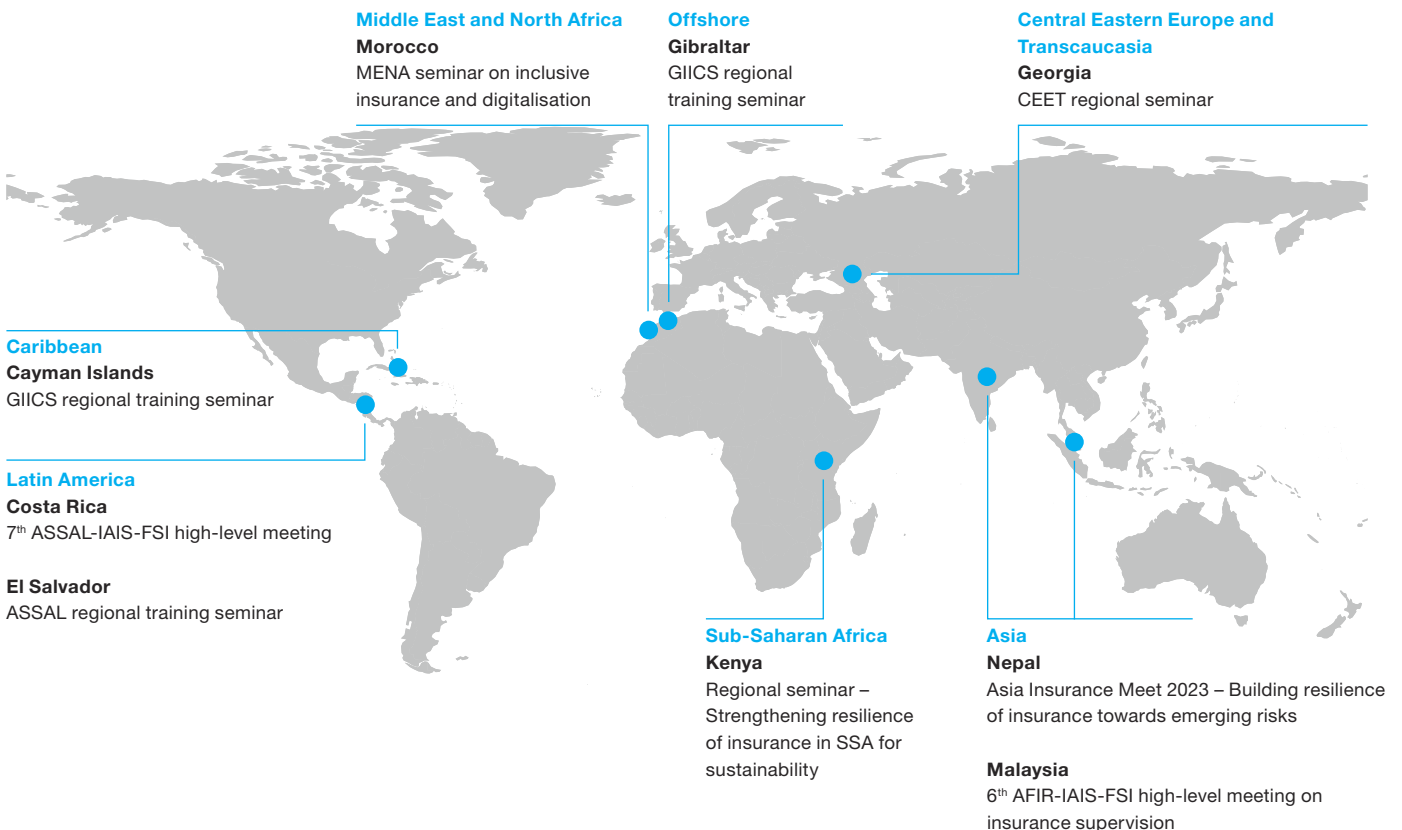 Middle East and North Africa
Morocco
MENA seminar on inclusive
insurance and digitalisation
Offshore
Gibraltar
GIICS regional
training seminar
Central Eastern Europe and
Transcaucasia
Georgia
CEET regional seminar
Caribbean
Cayman Islands
GIICS regional training seminar
Latin America
Costa Rica
7th ASSAL-IAIS-FSI high-level meeting
El Salvador
ASSAL regional training seminar
Sub-Saharan Africa
Kenya
Regional seminar –
Strengthening resilience
of insurance in SSA for
sustainability
Asia
Nepal
Asia Insurance Meet 2023 – Building resilience
of insurance towards emerging risks
Malaysia
6th AFIR-IAIS-FSI high-level meeting on
insurance supervision